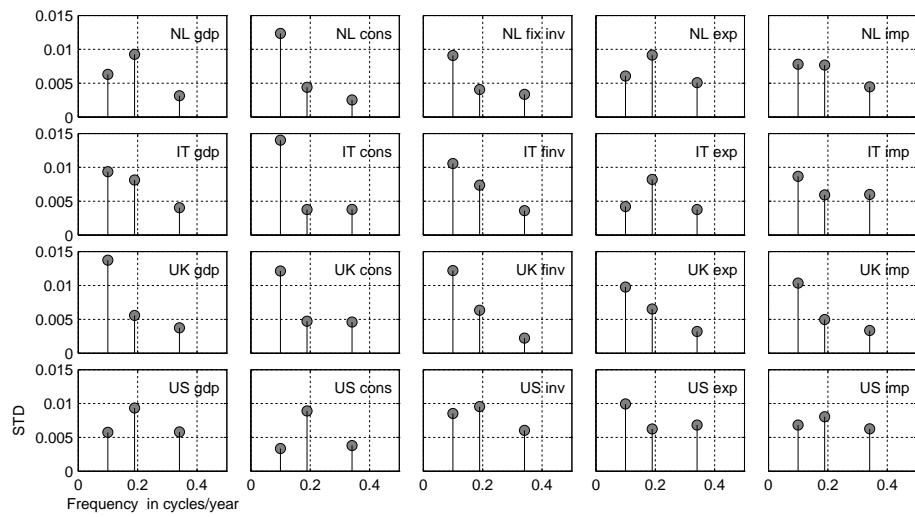 0.015
0.01
0.005
0
NL gdp
NL cons
NL fix inv
NL exp
NL imp
0.015
0.01
0.005
0
IT gdp
IT cons
IT finv
IT exp
IT imp
0.015
0.01
0.005
0
UK gdp
UK cons
UK finv
UK exp
UK imp
0.015
0.01
0.005
0
STD
US gdp
US cons
US inv
US exp
US imp
0 0.2 0.4
0 0.2 0.4
0 0.2 0.4
0 0.2 0.4
0 0.2 0.4
Frequency in cycles/year